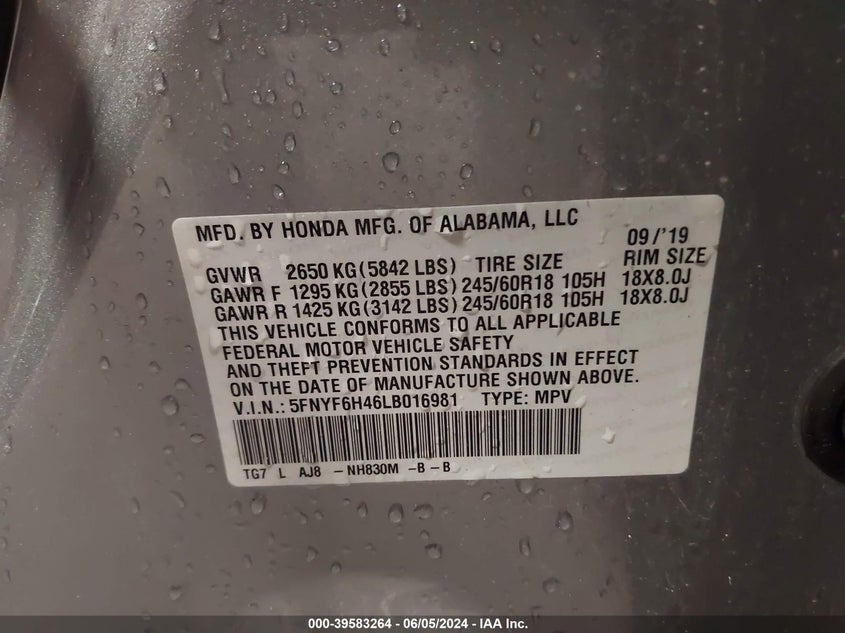 MFD. BY HONDA MFG. OF ALABAMA, LLC
09/'19
GVWR 2650 KG(5842 LBS) TIRE SIZE RIM SIZE
GAWR F 1295 KG(2855 LBS) 245/60R18 105H 18X8.0J
GAWR R 1425 KG(3142 LBS) 245/60R18 105H 18X8.0J
THIS VEHICLE CONFORMS TO ALL APPLICABLE
FEDERAL MOTOR VEHICLE SAFETY
AND THEFT PREVENTION STANDARDS IN EFFECT
ON THE DATE OF MANUFACTURE SHOWN ABOVE.
V.I.N.: 5FNYF6H46LB016981 TYPE: MPV
TG7 L AJ8 -NH830M -B-B
000-39583264 - 06/05/2024 - IAA Inc.